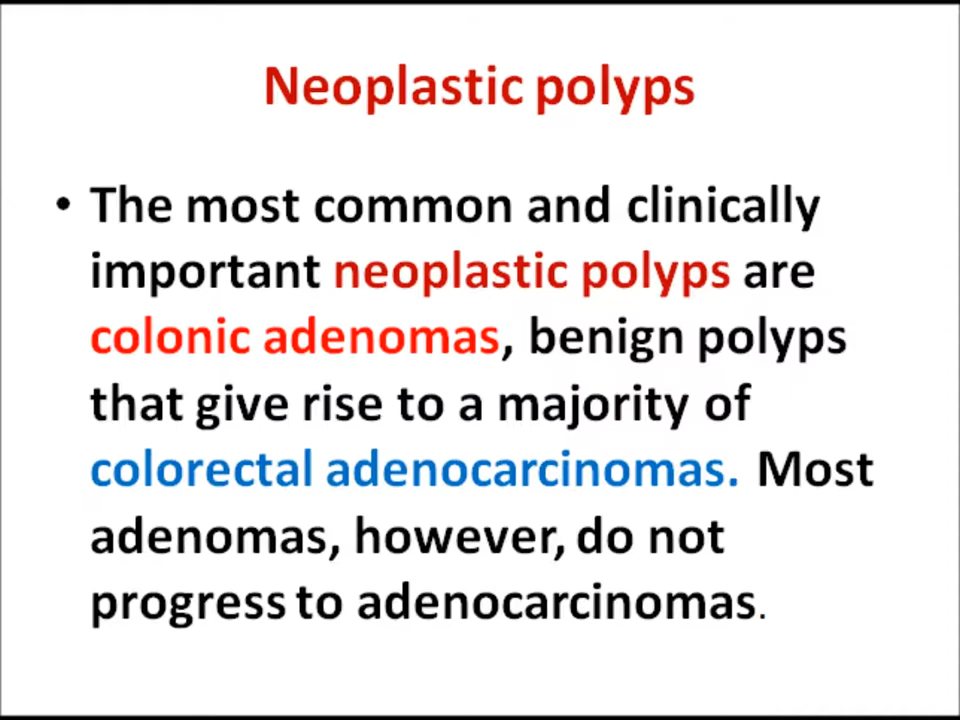 Neoplastic polyps
• The most common and clinically
important neoplastic polyps are
colonic adenomas, benign polyps
that give rise to a majority of
colorectal adenocarcinomas. Most
adenomas, however, do not
progress to adenocarcinomas.